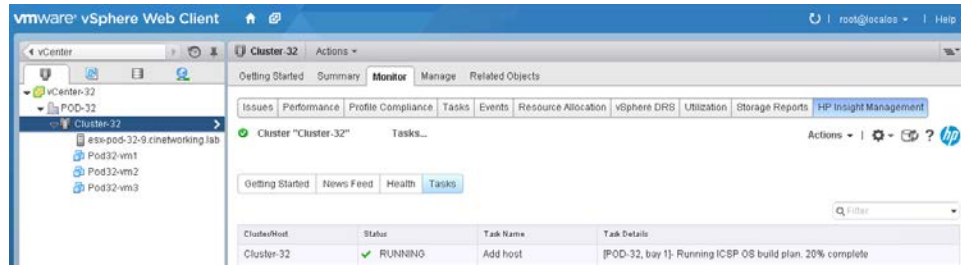 vmware® vSphere Web Client
root@localos
Help
vCenter
Cluster-32
Actions
Getting Started Summary Monitor Manage Related Objects
vCenter-32
POD-32
Cluster-32
esx-pod-32-9.cinetworking.lab
Pod32-vm1
Pod32-vm2
Pod32-vm3
Issues Performance Profile Compliance Tasks Events Resource Allocation vSphere DRS Utilization Storage Reports HP Insight Management
Cluster "Cluster-32" Tasks...
Actions
hp
Getting Started News Feed Health Tasks
Filter
Cluster/Host Status Task Name Task Details
Cluster-32 RUNNING Add host [POD-32, bay 1]- Running ICSP OS build plan. 20% complete